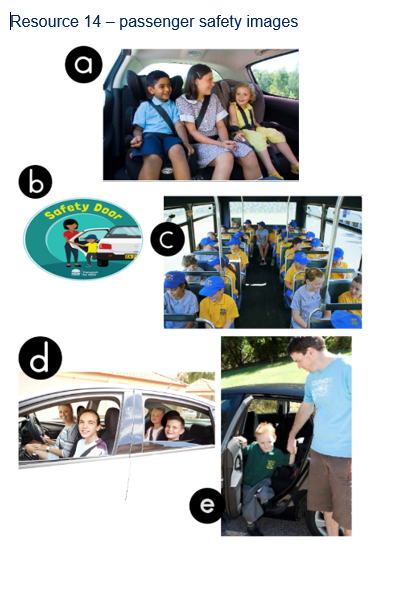 Resource 14 – passenger safety images
a
b
Safety Door
c
d
e